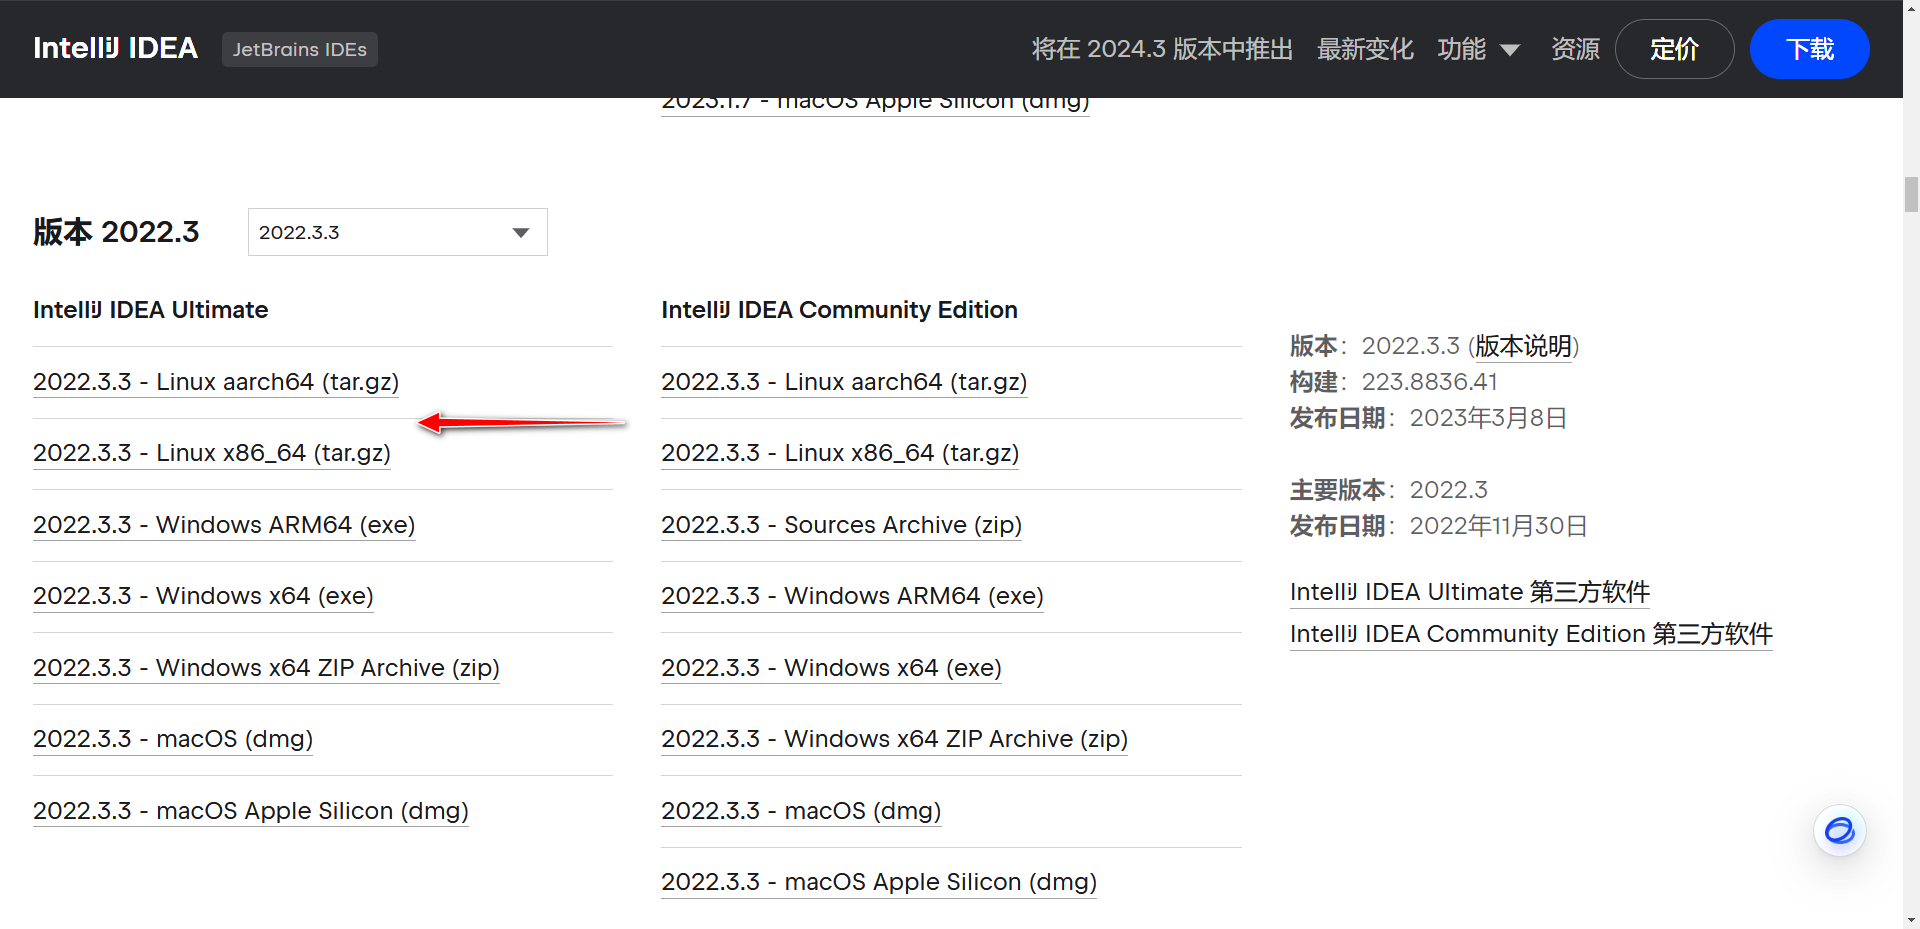 IntelliJ IDEA
JetBrains IDEs
将在 2024.3 版本中推出
最新变化
功能
资源
定价
下载
2023.1.7 - macOS Apple Silicon (dmg)
版本 2022.3
2022.3.3
IntelliJ IDEA Ultimate
2022.3.3 - Linux aarch64 (tar.gz)
2022.3.3 - Linux x86_64 (tar.gz)
2022.3.3 - Windows ARM64 (exe)
2022.3.3 - Windows x64 (exe)
2022.3.3 - Windows x64 ZIP Archive (zip)
2022.3.3 - macOS (dmg)
2022.3.3 - macOS Apple Silicon (dmg)
IntelliJ IDEA Community Edition
2022.3.3 - Linux aarch64 (tar.gz)
2022.3.3 - Linux x86_64 (tar.gz)
2022.3.3 - Sources Archive (zip)
2022.3.3 - Windows ARM64 (exe)
2022.3.3 - Windows x64 (exe)
2022.3.3 - Windows x64 ZIP Archive (zip)
2022.3.3 - macOS (dmg)
2022.3.3 - macOS Apple Silicon (dmg)
版本：2022.3.3 (版本说明)
构建：223.8836.41
发布日期：2023年3月8日
主要版本：2022.3
发布日期：2022年11月30日
IntelliJ IDEA Ultimate 第三方软件
IntelliJ IDEA Community Edition 第三方软件